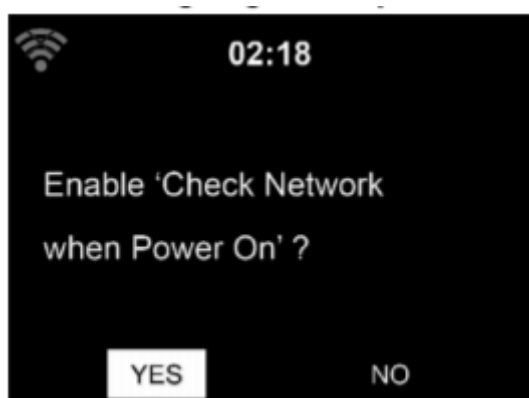 02:18
Enable ‘Check Network
when Power On’ ?
YES NO